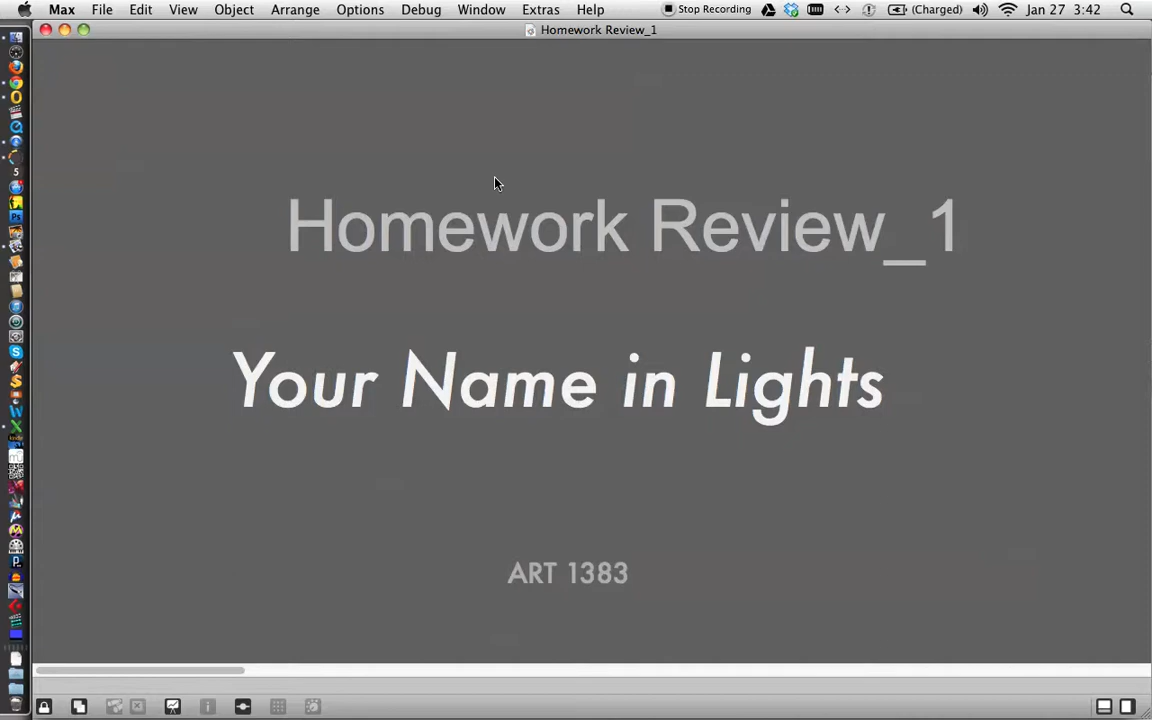 Max File Edit View Object Arrange Options Debug Window Extras Help Stop Recording (Charged) Jan 27 3:42
Homework Review_1
Homework Review_1
Your Name in Lights
ART 1383